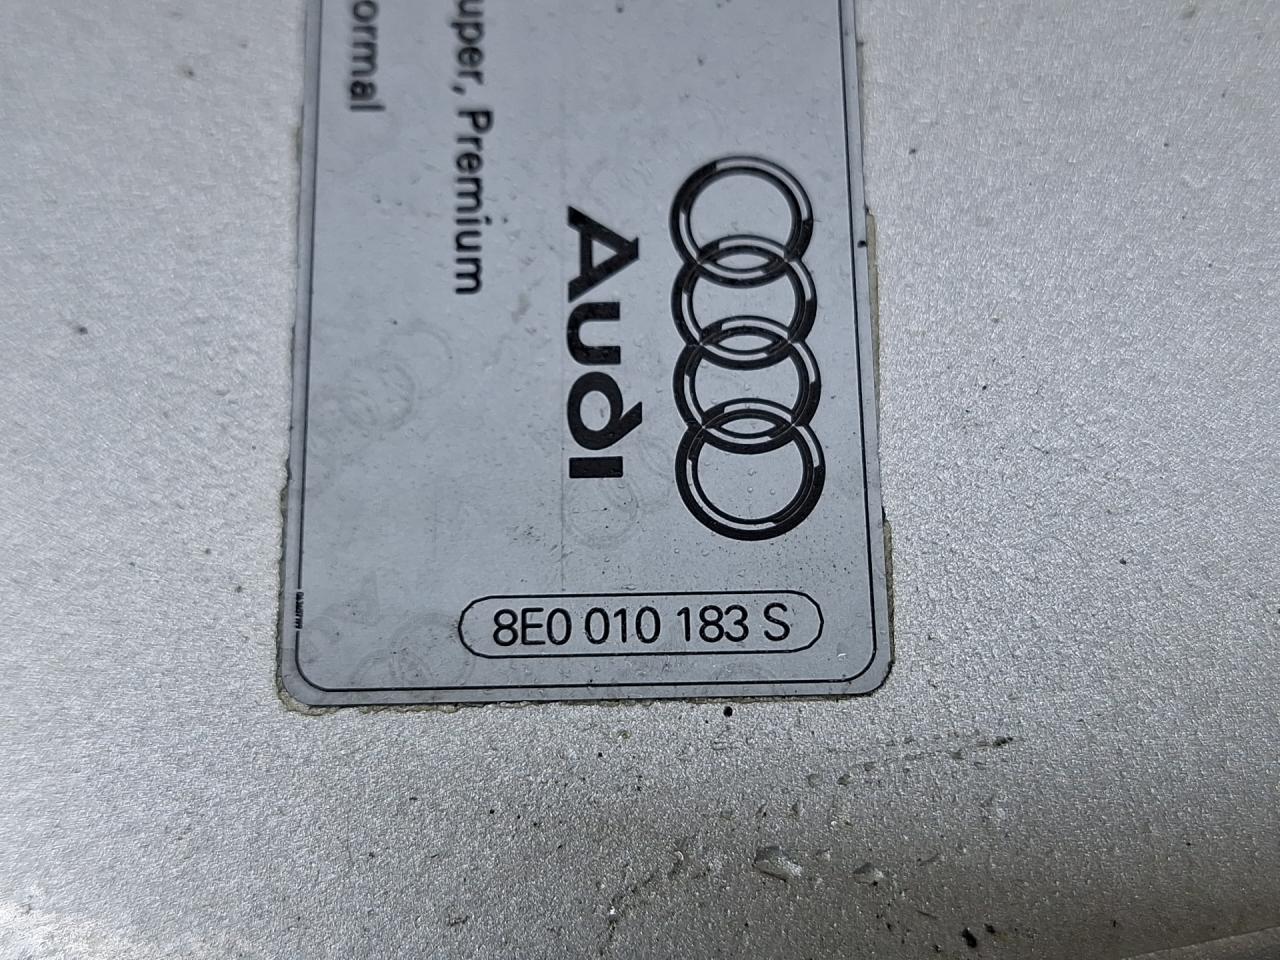 ormal
uper, Premium
Audi
8E0 010 183 S